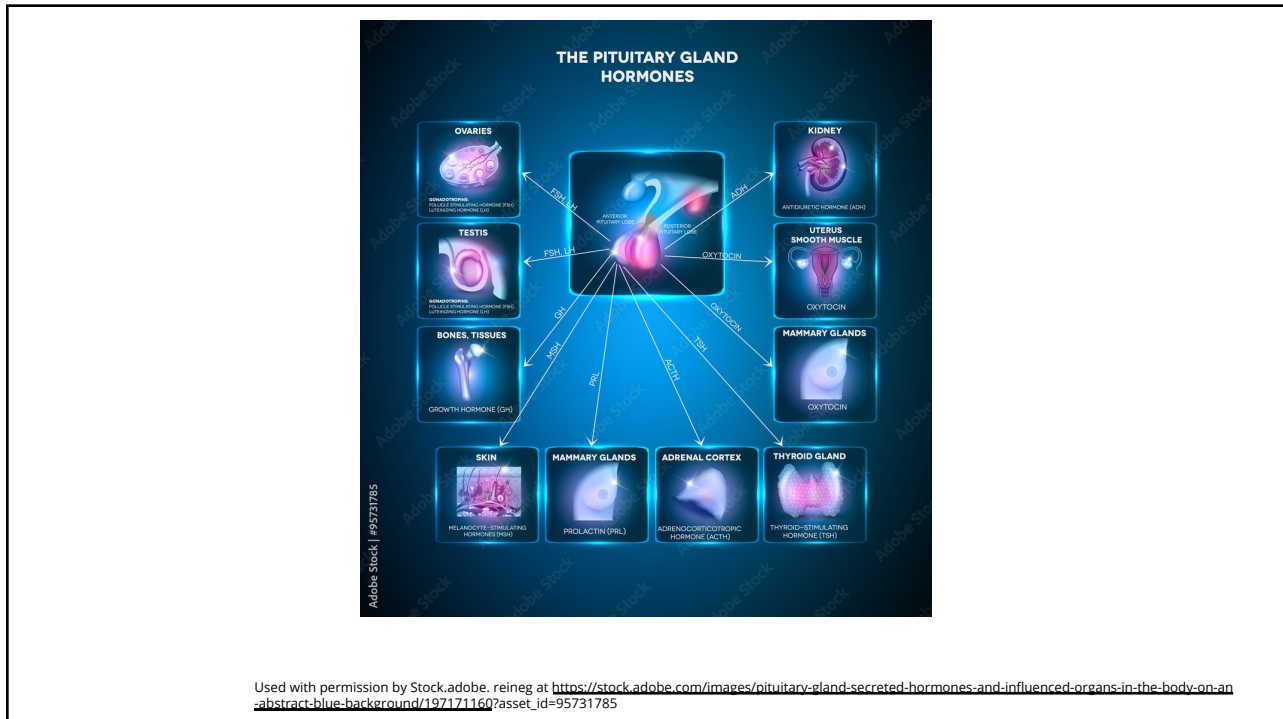 THE PITUITARY GLAND
HORMONES
OVARIES
GONADOTROPINS:
FOLLICLE STIMULATING HORMONE (FSH)
LUTEINIZING HORMONE (LH)
FSH, LH
ANTERIOR
PITUITARY LOBE
POSTERIOR
PITUITARY LOBE
ADH
KIDNEY
ANTIDIURETIC HORMONE (ADH)
TESTIS
GONADOTROPINS:
FOLLICLE STIMULATING HORMONE (FSH)
LUTEINIZING HORMONE (LH)
FSH, LH
OXYTOCIN
UTERUS
SMOOTH MUSCLE
OXYTOCIN
BONES, TISSUES
GROWTH HORMONE (GH)
GH
MSH
PRL
ACTH
TSH
OXYTOCIN
MAMMARY GLANDS
OXYTOCIN
SKIN
MELANOCYTE-STIMULATING
HORMONES (MSH)
MAMMARY GLANDS
PROLACTIN (PRL)
ADRENAL CORTEX
ADRENOCORTICOTROPIC
HORMONE (ACTH)
THYROID GLAND
THYROID-STIMULATING
HORMONE (TSH)
Adobe Stock | #95731785
Used with permission by Stock.adobe. reineg at https://stock.adobe.com/images/pituitary-gland-secreted-hormones-and-influenced-organs-in-the-body-on-an
-abstract-blue-background/197171160?asset_id=95731785